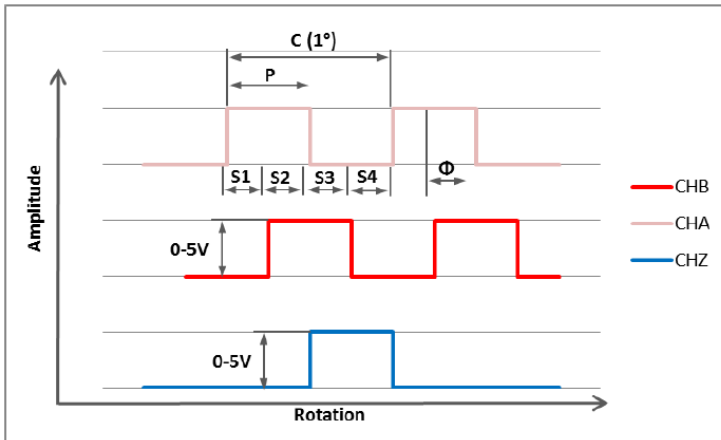 C (1°)
P
S1 S2 S3 S4 Φ
Amplitude
0-5V
0-5V
Rotation
CHB
CHA
CHZ